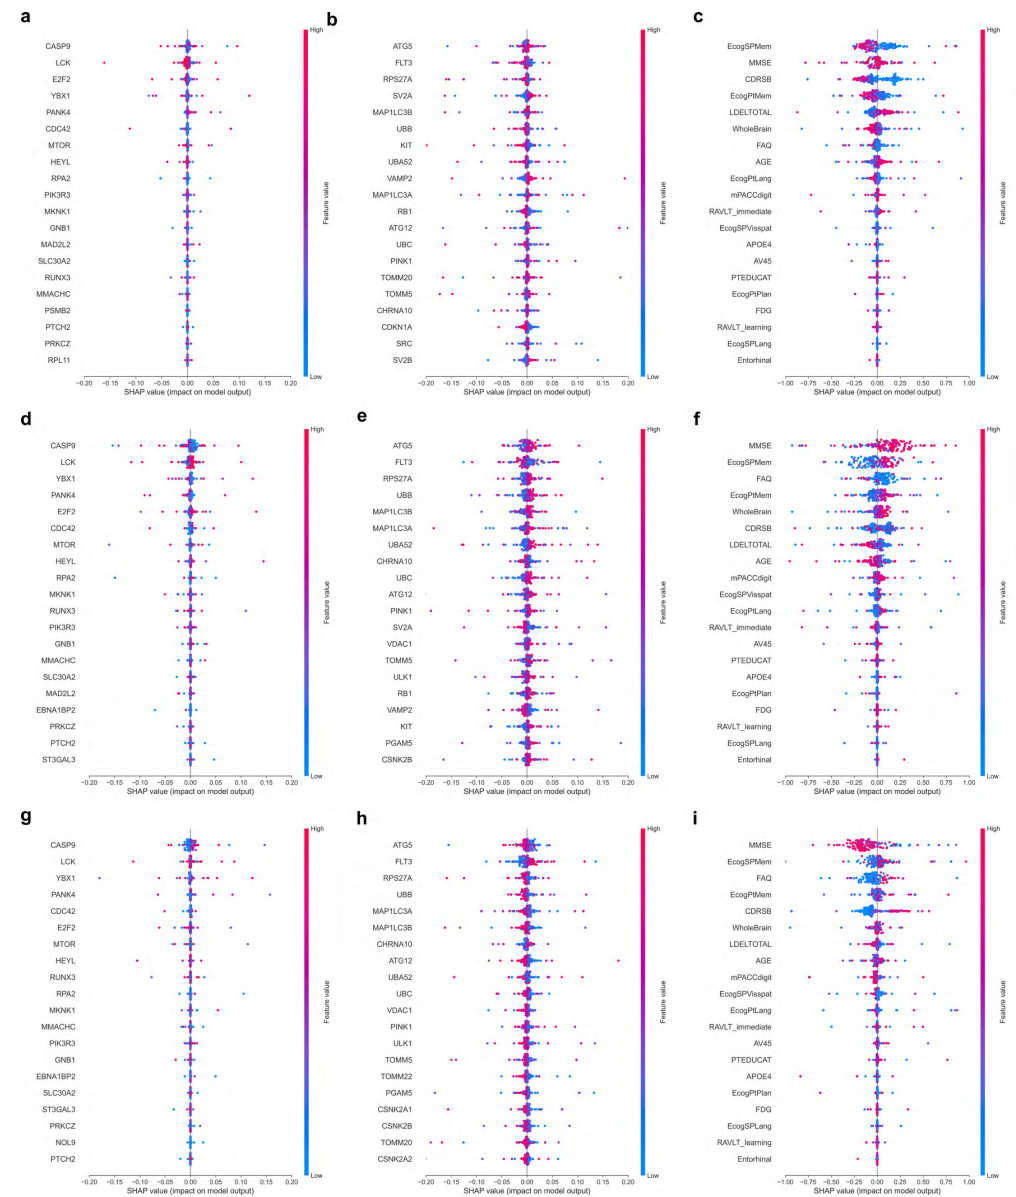 a
High
CASP9
LCK
E2F2
YBX1
PANK4
CDC42
MTOR
HEYL
RPA2
PIK3R3
MKNK1
GNB1
MAD2L2
SLC30A2
RUNX3
MMACHC
PSMB2
PTCH2
PRKCZ
RPL11
Feature value
Low
−0.20 −0.15 −0.10 −0.05 0.00 0.05 0.10 0.15 0.20
SHAP value (impact on model output)
b
High
ATG5
FLT3
RPS27A
SV2A
MAP1LC3B
UBB
KIT
UBA52
VAMP2
MAP1LC3A
RB1
ATG12
UBC
PINK1
TOMM20
TOMM5
CHRNA10
CDKN1A
SRC
SV2B
Feature value
Low
−0.20 −0.15 −0.10 −0.05 0.00 0.05 0.10 0.15 0.20
SHAP value (impact on model output)
c
High
EcogSPMem
MMSE
CDRSB
EcogPtMem
LDELTOTAL
WholeBrain
FAQ
AGE
EcogPtLang
mPACCdigit
RAVLT_immediate
EcogSPVisspat
APOE4
AV45
PTEDUCAT
EcogPtPlan
FDG
RAVLT_learning
EcogSPLang
Entorhinal
Feature value
Low
−1.00 −0.75 −0.50 −0.25 0.00 0.25 0.50 0.75 1.00
SHAP value (impact on model output)
d
High
CASP9
LCK
YBX1
PANK4
E2F2
CDC42
MTOR
HEYL
RPA2
MKNK1
RUNX3
PIK3R3
GNB1
MMACHC
SLC30A2
MAD2L2
EBNA1BP2
PRKCZ
PTCH2
ST3GAL3
Feature value
Low
−0.20 −0.15 −0.10 −0.05 0.00 0.05 0.10 0.15 0.20
SHAP value (impact on model output)
e
High
ATG5
FLT3
RPS27A
UBB
MAP1LC3B
MAP1LC3A
UBA52
CHRNA10
UBC
ATG12
PINK1
SV2A
VDAC1
TOMM5
ULK1
RB1
VAMP2
KIT
PGAM5
CSNK2B
Feature value
Low
−0.20 −0.15 −0.10 −0.05 0.00 0.05 0.10 0.15 0.20
SHAP value (impact on model output)
f
High
MMSE
EcogSPMem
FAQ
EcogPtMem
WholeBrain
CDRSB
LDELTOTAL
AGE
mPACCdigit
EcogSPVisspat
EcogPtLang
RAVLT_immediate
AV45
PTEDUCAT
APOE4
EcogPtPlan
FDG
RAVLT_learning
EcogSPLang
Entorhinal
Feature value
Low
−1.00 −0.75 −0.50 −0.25 0.00 0.25 0.50 0.75 1.00
SHAP value (impact on model output)
g
High
CASP9
LCK
YBX1
PANK4
CDC42
E2F2
MTOR
HEYL
RUNX3
RPA2
MKNK1
MMACHC
PIK3R3
GNB1
EBNA1BP2
SLC30A2
ST3GAL3
PRKCZ
NOL9
PTCH2
Feature value
Low
−0.20 −0.15 −0.10 −0.05 0.00 0.05 0.10 0.15 0.20
SHAP value (impact on model output)
h
High
ATG5
FLT3
RPS27A
UBB
MAP1LC3A
MAP1LC3B
CHRNA10
ATG12
UBA52
UBC
VDAC1
PINK1
ULK1
TOMM5
TOMM22
PGAM5
CSNK2A1
CSNK2B
TOMM20
CSNK2A2
Feature value
Low
−0.20 −0.15 −0.10 −0.05 0.00 0.05 0.10 0.15 0.20
SHAP value (impact on model output)
i
High
MMSE
EcogSPMem
FAQ
EcogPtMem
CDRSB
WholeBrain
LDELTOTAL
AGE
mPACCdigit
EcogSPVisspat
EcogPtLang
RAVLT_immediate
AV45
PTEDUCAT
APOE4
EcogPtPlan
FDG
EcogSPLang
RAVLT_learning
Entorhinal
Feature value
Low
−1.00 −0.75 −0.50 −0.25 0.00 0.25 0.50 0.75 1.00
SHAP value (impact on model output)